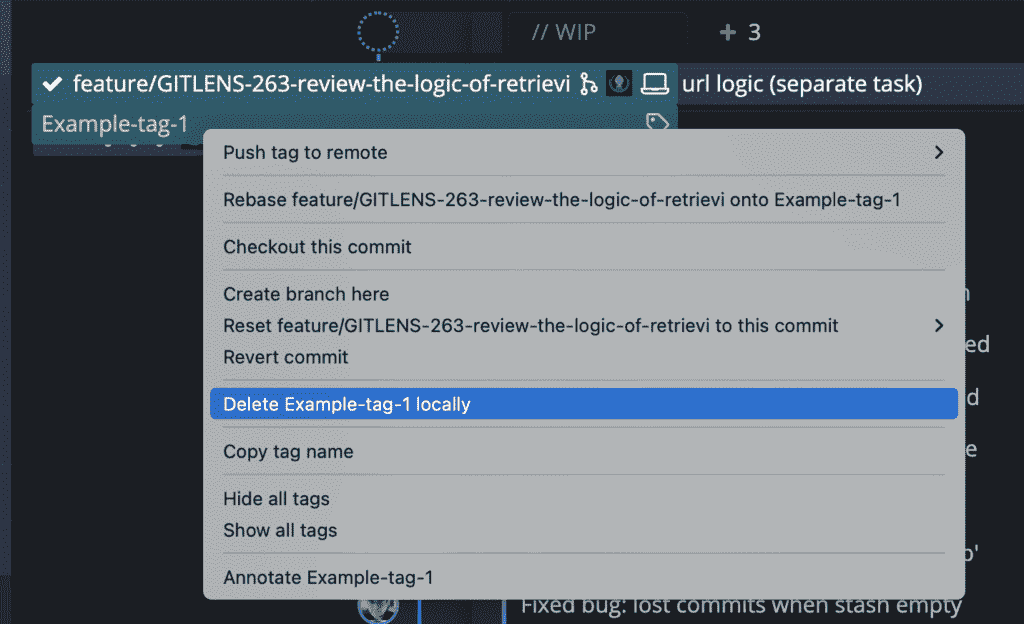 // WIP
+ 3
feature/GITLENS-263-review-the-logic-of-retrievi
url logic (separate task)
Example-tag-1
Push tag to remote
Rebase feature/GITLENS-263-review-the-logic-of-retrievi onto Example-tag-1
Checkout this commit
Create branch here
Reset feature/GITLENS-263-review-the-logic-of-retrievi to this commit
Revert commit
Delete Example-tag-1 locally
Copy tag name
Hide all tags
Show all tags
Annotate Example-tag-1
Fixed bug: lost commits when stash empty